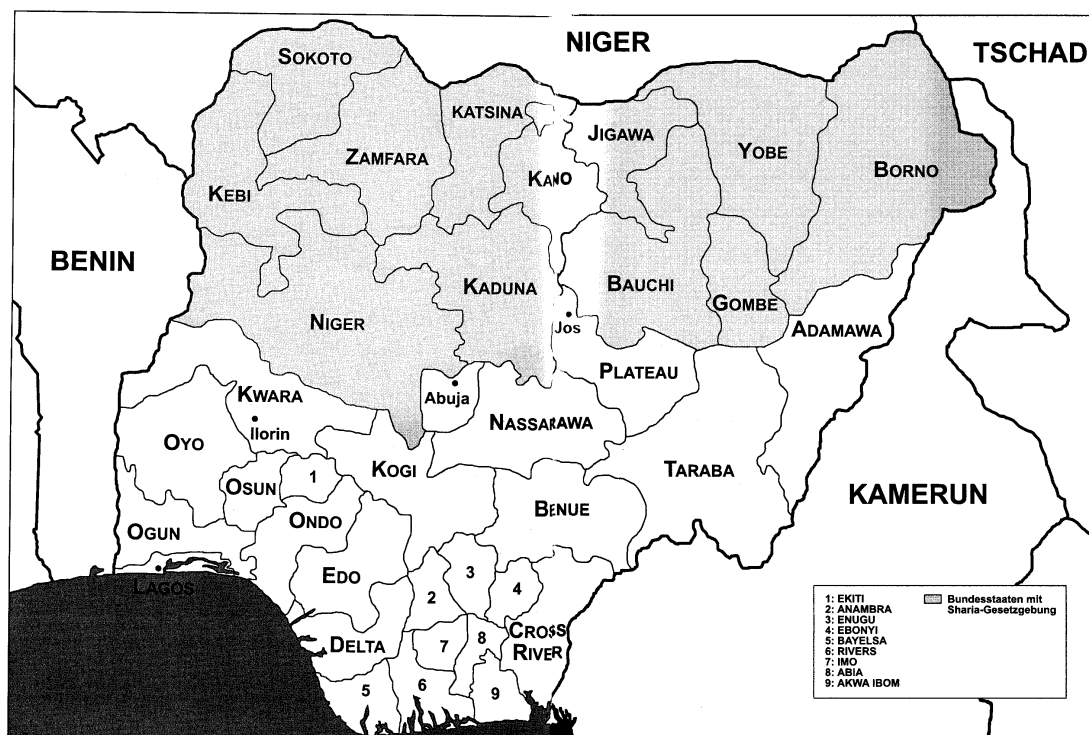 NIGER
TSCHAD
SOKOTO
KATSINA
JIGAWA
ZAMFARA
YOBE
KANO
BORNO
KEBI
BENIN
KADUNA
BAUCHI
GOMBE
NIGER
Jos
ADAMAWA
PLATEAU
Abuja
KWARA
NASSARAWA
Ilorin
OYO
KOGI
TARABA
1
OSUN
KAMERUN
BENUE
ONDO
OGUN
LAGOS
EDO
3
4
2
CROSS
RIVER
DELTA
7
8
5
6
9
1: EKITI
2: ANAMBRA
3: ENUGU
4: EBONYI
5: BAYELSA
6: RIVERS
7: IMO
8: ABIA
9: AKWA IBOM
Bundesstaaten mit
Sharia-Gesetzgebung